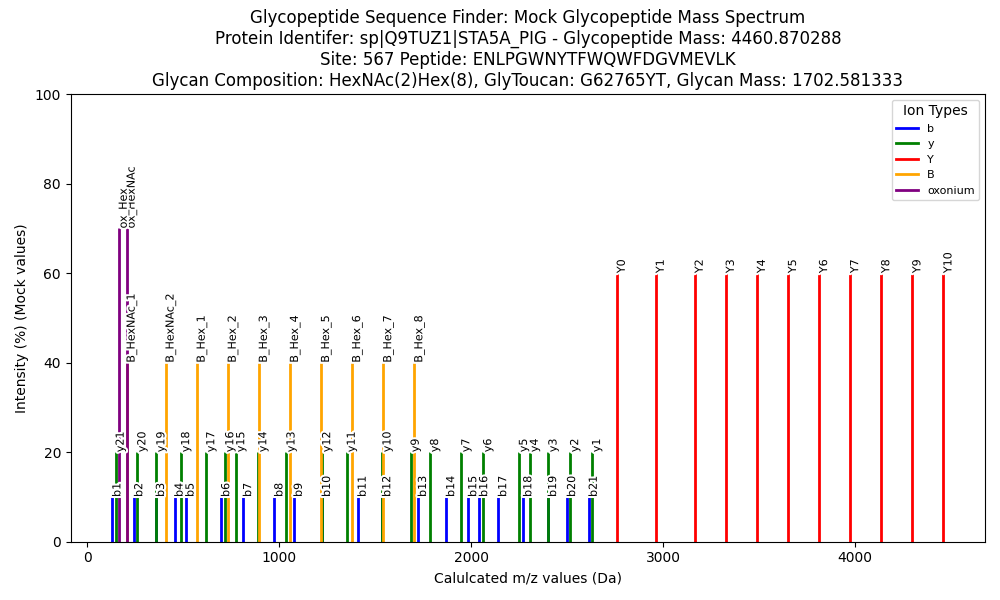 Glycopeptide Sequence Finder: Mock Glycopeptide Mass Spectrum
Protein Identifer: sp|Q9TUZ1|STA5A_PIG - Glycopeptide Mass: 4460.870288
Site: 567 Peptide: ENLPGWNYTFWQWFDGVMEVLK
Glycan Composition: HexNAc(2)Hex(8), GlyToucan: G62765YT, Glycan Mass: 1702.581333
100
80
60
40
20
0
Intensity (%) (Mock values)
Ion Types
b
y
Y
B
oxonium
ox_Hex
ox_HexNAc
Y0
Y1
Y2
Y3
Y4
Y5
Y6
Y7
Y8
Y9
Y10
B_HexNAc_1
B_HexNAc_2
B_Hex_1
B_Hex_2
B_Hex_3
B_Hex_4
B_Hex_5
B_Hex_6
B_Hex_7
B_Hex_8
y21
y20
y19
y18
y17
y16
y15
y14
y13
y12
y11
y10
y9
y8
y7
y6
y5
y4
y3
y2
y1
b1
b2
b3
b4
b5
b6
b7
b8
b9
b10
b11
b12
b13
b14
b15
b16
b17
b18
b19
b20
b21
0
1000
2000
3000
4000
Calulcated m/z values (Da)